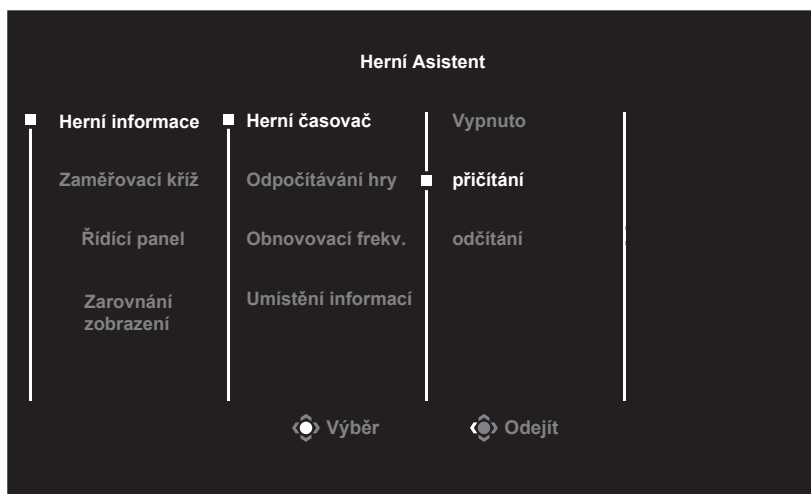 Herní Asistent
Herní informace
Zaměřovací kříž
Řídící panel
Zarovnání
zobrazení
Herní časovač
Odpočítávání hry
Obnovovací frekv.
Umístění informací
Vypnuto
přičítání
odčítání
Výběr
Odejít